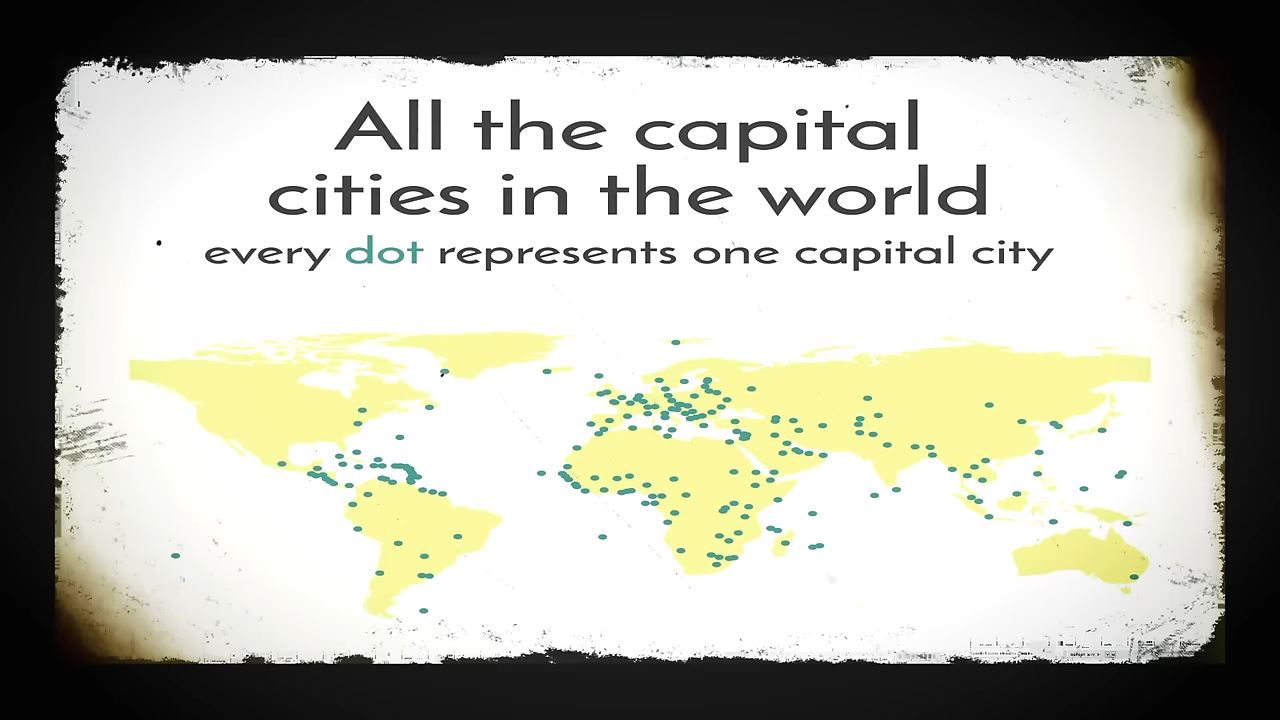 All the capital
cities in the world
every dot represents one capital city